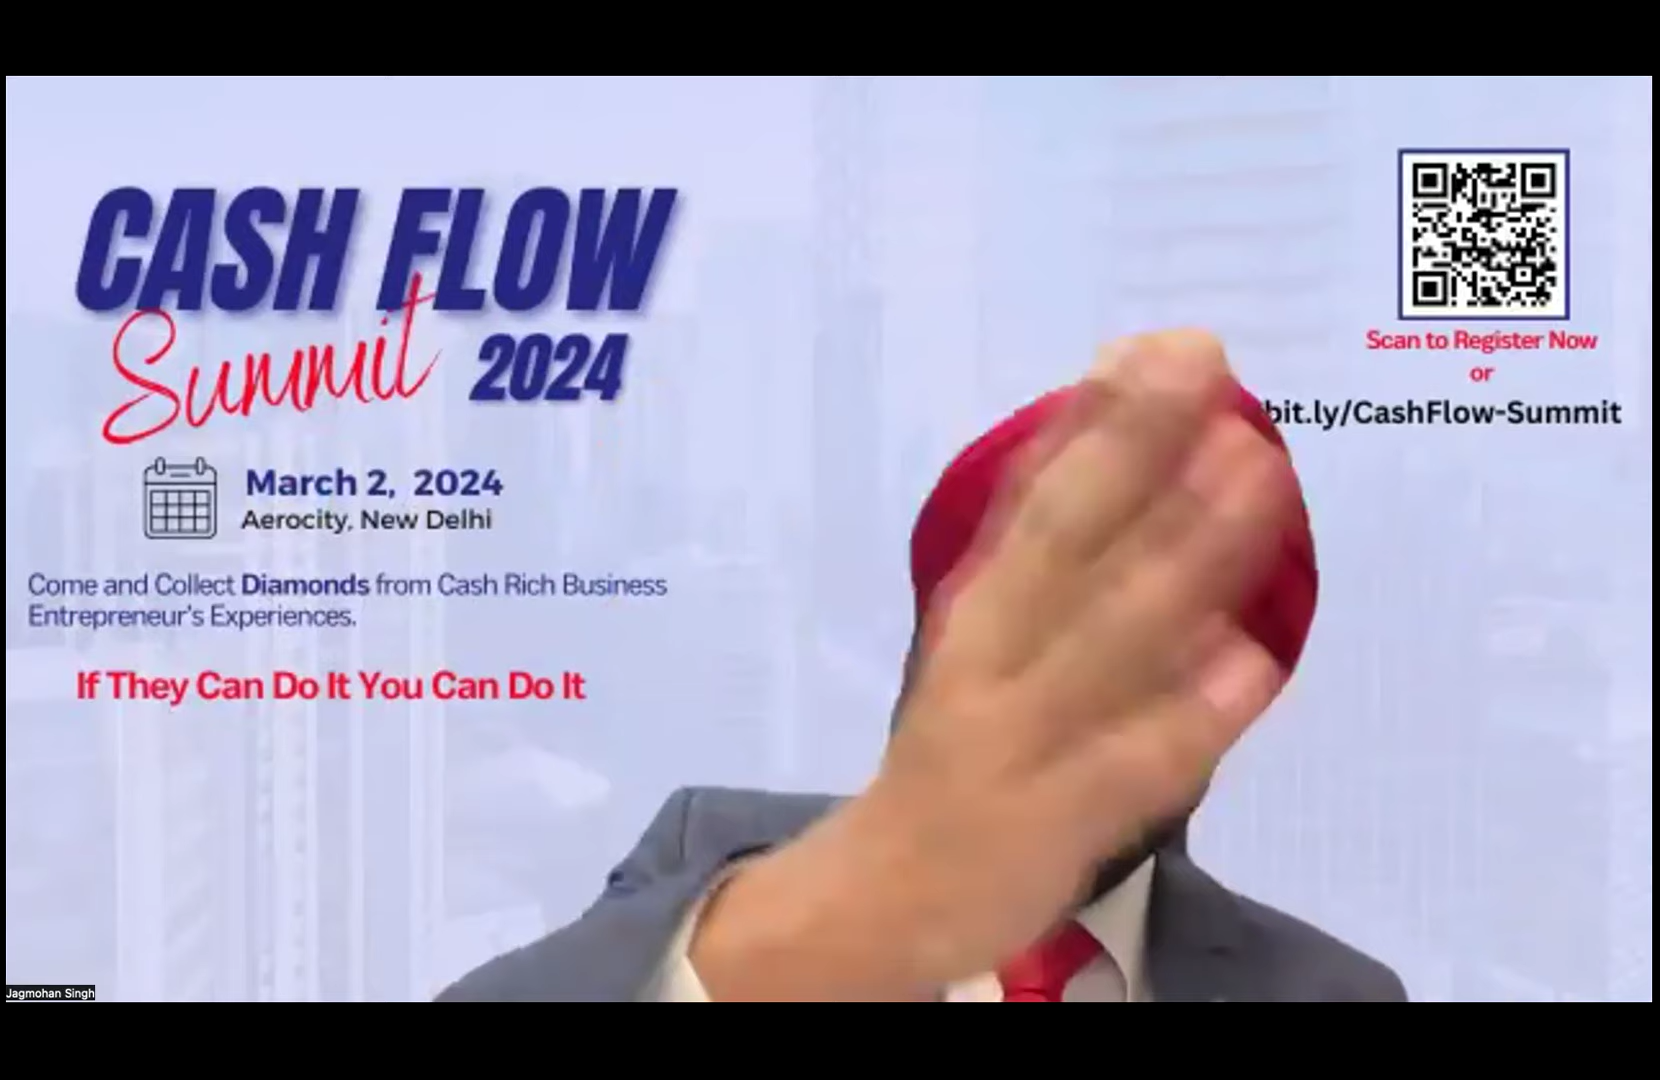 CASH FLOW
Summit 2024
March 2, 2024
Aerocity, New Delhi
Come and Collect Diamonds from Cash Rich Business
Entrepreneur's Experiences.
If They Can Do It You Can Do It
Scan to Register Now
or
bit.ly/CashFlow-Summit
Jagmohan Singh